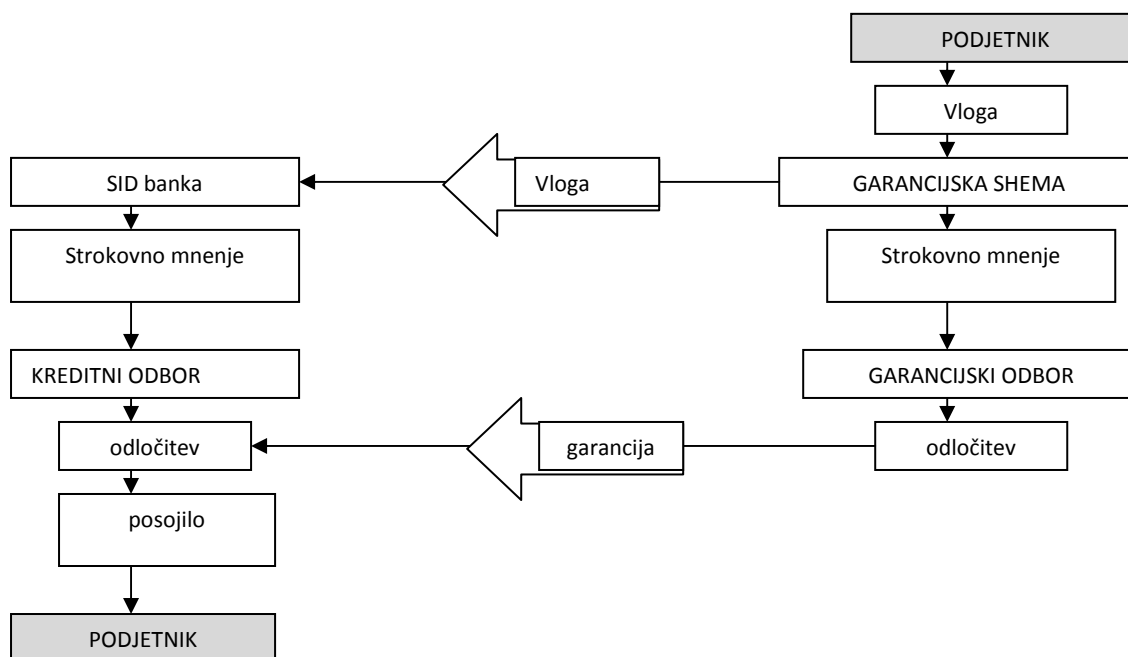 PODJETNIK
Vloga
SID banka
Vloga
GARANCIJSKA SHEMA
Strokovno mnenje
Strokovno mnenje
KREDITNI ODBOR
GARANCIJSKI ODBOR
odločitev
garancija
odločitev
posojilo
PODJETNIK